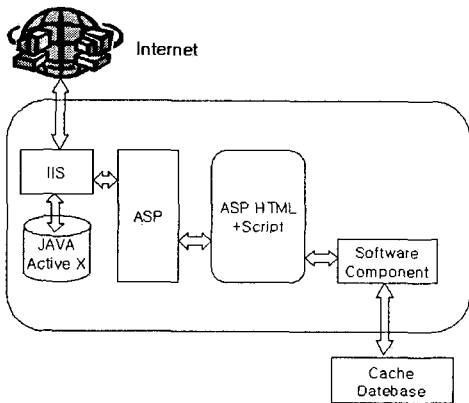 Internet
IIS
JAVA
Active X
ASP
ASP HTML
+Script
Software
Component
Cache
Datebase